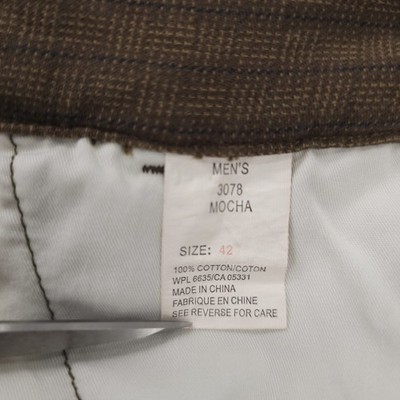 MEN'S
3078
MOCHA
SIZE: 42
100% COTTON/COTON
WPL 6635/CA 05331
MADE IN CHINA
FABRIQUE EN CHINE
SEE REVERSE FOR CARE